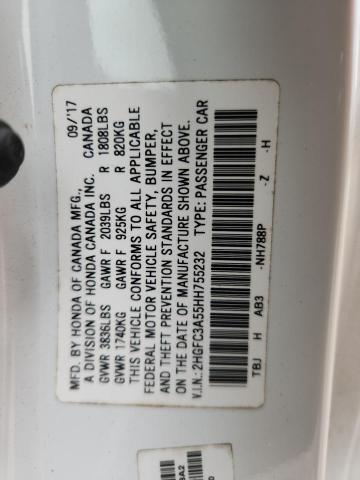 MFD. BY HONDA OF CANADA MFG., 09/'17
A DIVISION OF HONDA CANADA INC. CANADA
GVWR 3836LBS GAWR F 2039LBS R 1808LBS
GVWR 1740KG GAWR F 925KG R 820KG
THIS VEHICLE CONFORMS TO ALL APPLICABLE
FEDERAL MOTOR VEHICLE SAFETY, BUMPER,
AND THEFT PREVENTION STANDARDS IN EFFECT
ON THE DATE OF MANUFACTURE SHOWN ABOVE.
V.I.N.: 2HGFC3A55HH755232 TYPE: PASSENGER CAR
TBJ H AB3 -NH788P -Z -H